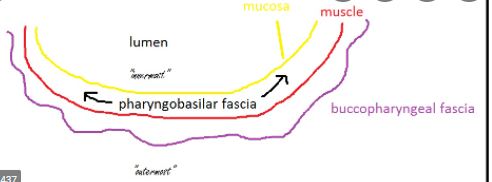 mucosa
muscle
lumen
"innermost"
pharyngobasilar fascia
buccopharyngeal fascia
"outermost"
437